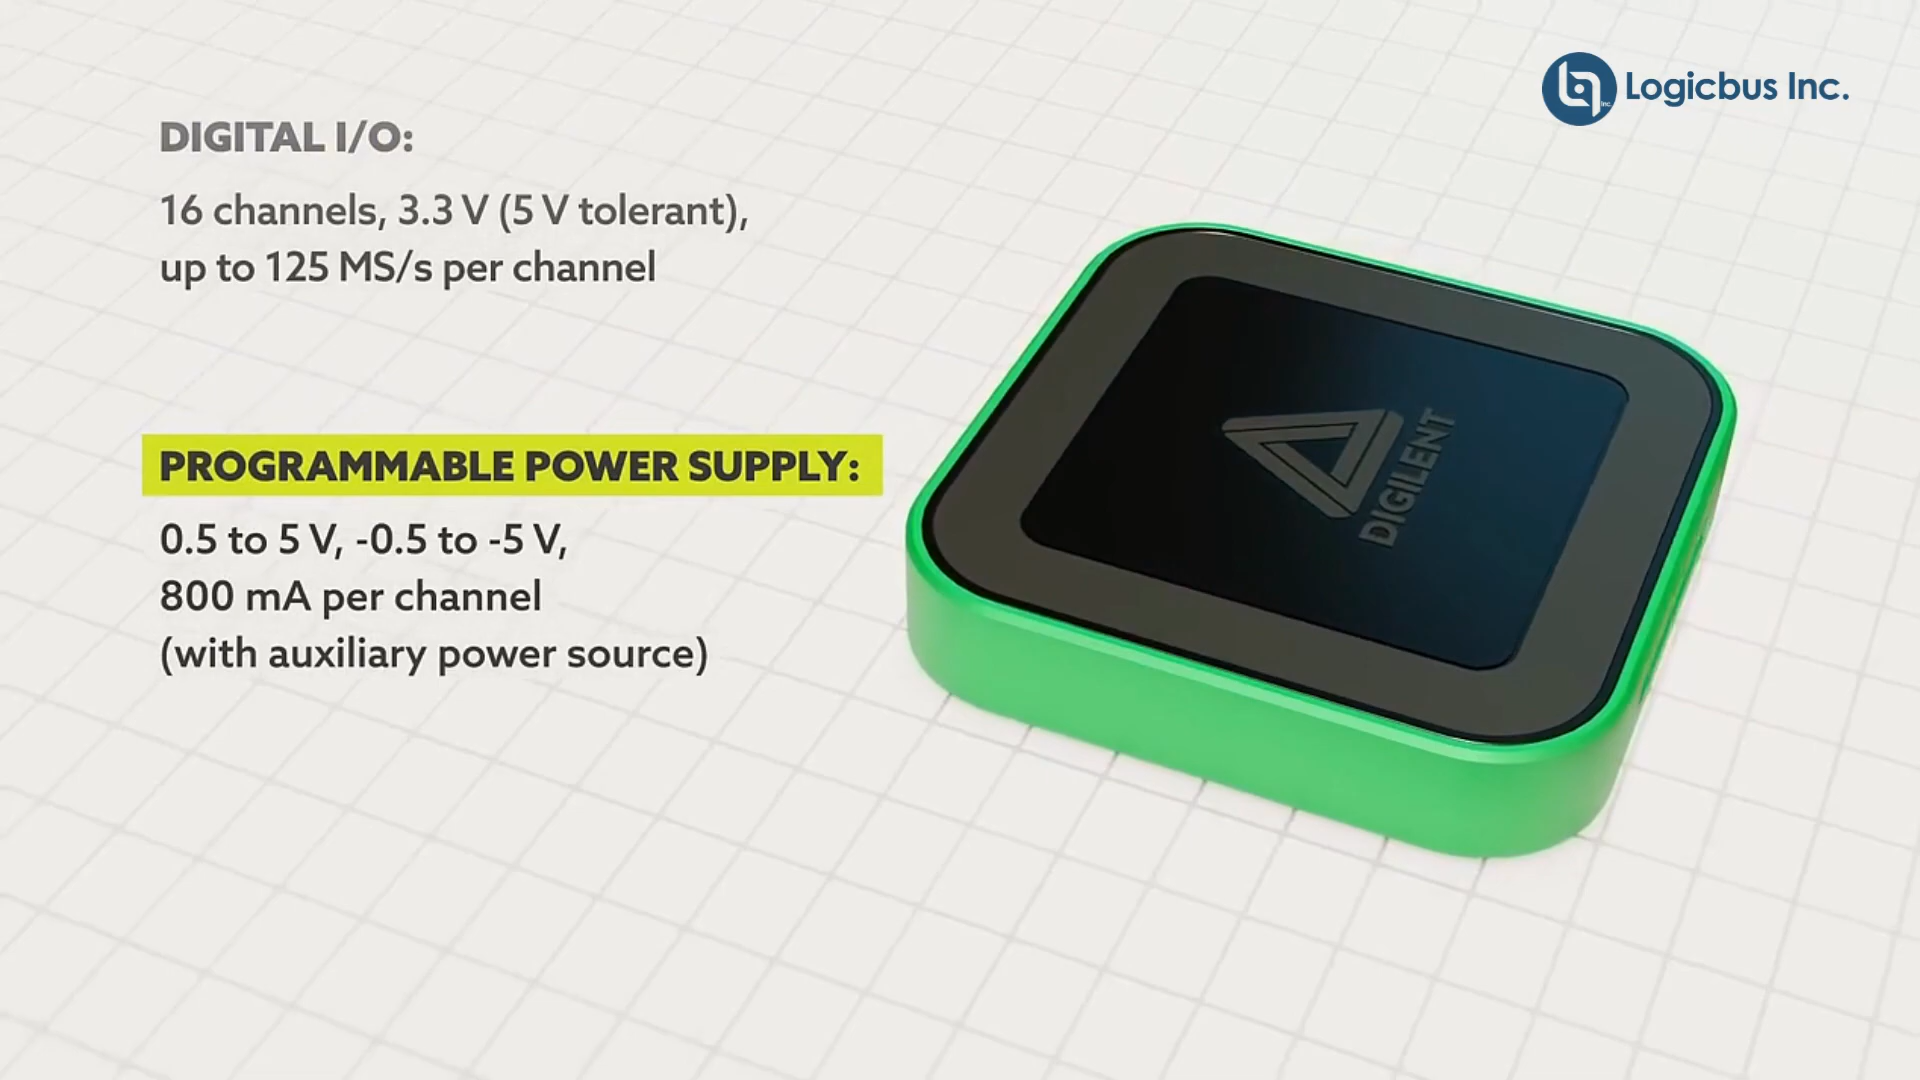 Logicbus Inc.
DIGITAL I/O:
16 channels, 3.3 V (5 V tolerant),
up to 125 MS/s per channel
PROGRAMMABLE POWER SUPPLY:
0.5 to 5 V, -0.5 to -5 V,
800 mA per channel
(with auxiliary power source)
DIGILENT